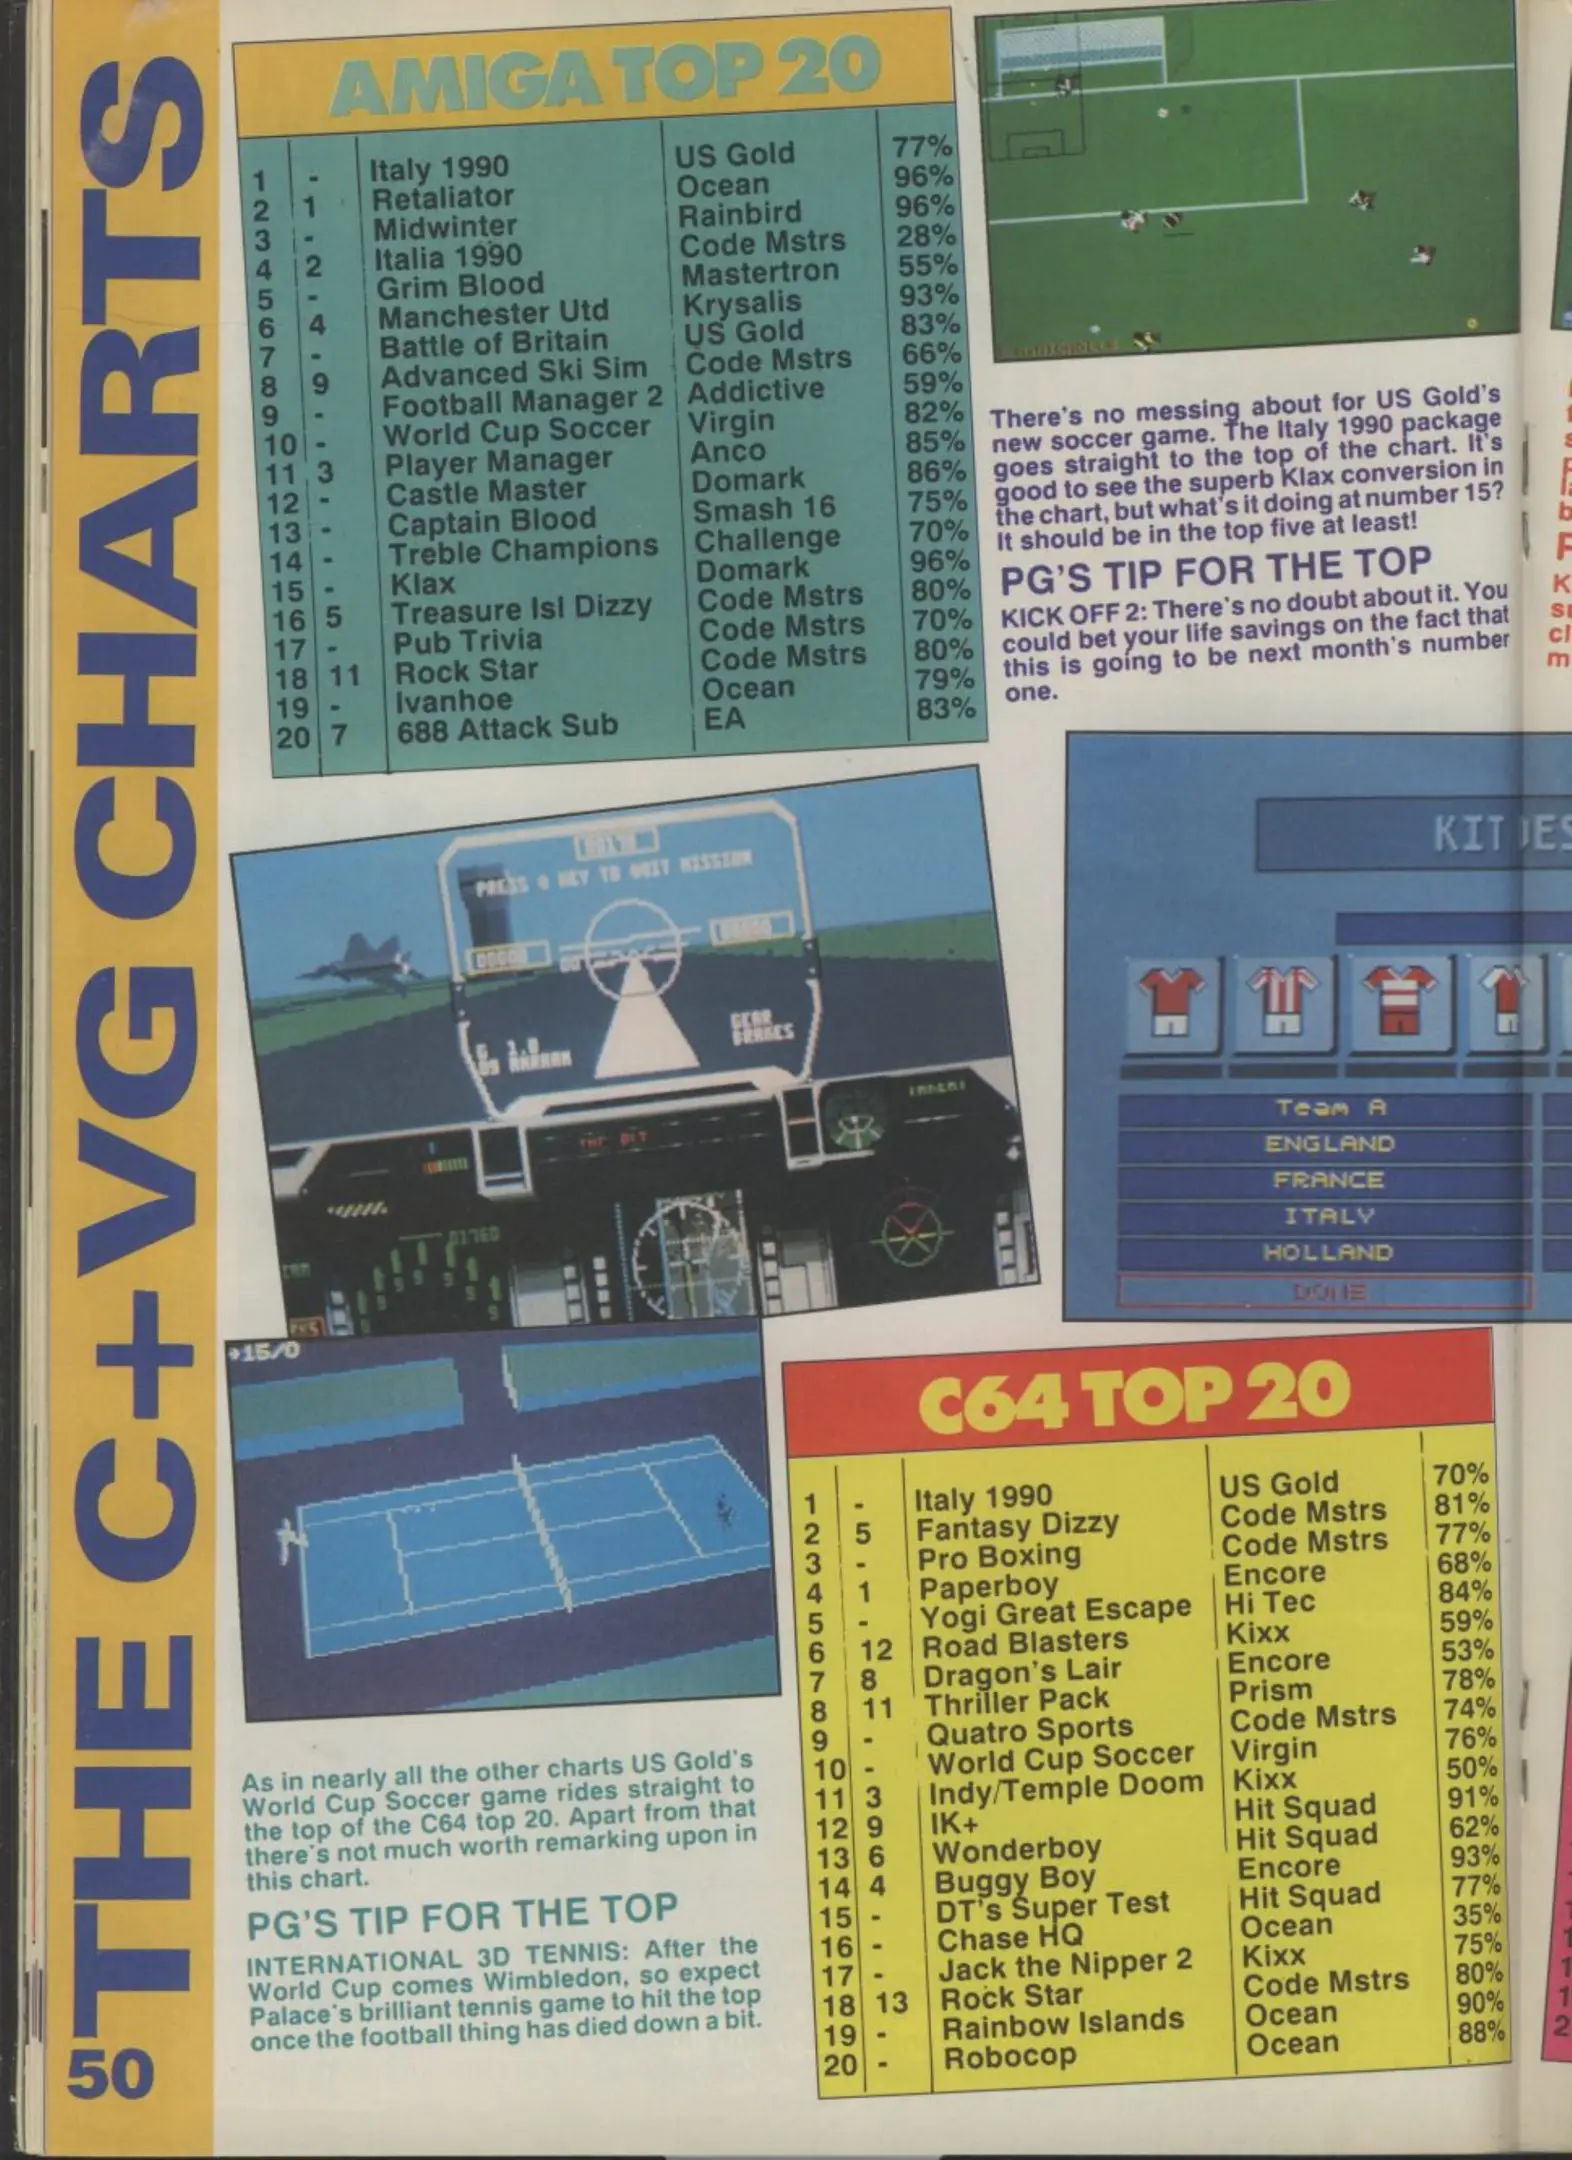 THE C+VG CHARTS
50
AMIGA TOP 20
1 - Italy 1990 US Gold 77%
2 1 Retaliator Ocean 96%
3 - Midwinter Rainbird 96%
4 2 Italia 1990 Code Mstrs 28%
5 - Grim Blood Mastertron 55%
6 4 Manchester Utd Krysalis 93%
7 - Battle of Britain US Gold 83%
8 9 Advanced Ski Sim Code Mstrs 66%
9 - Football Manager 2 Addictive 59%
10 - World Cup Soccer Virgin 82%
11 3 Player Manager Anco 85%
12 - Castle Master Domark 86%
13 - Captain Blood Smash 16 75%
14 - Treble Champions Challenge 70%
15 - Klax Domark 96%
16 5 Treasure Isl Dizzy Code Mstrs 80%
17 - Pub Trivia Code Mstrs 70%
18 11 Rock Star Code Mstrs 80%
19 - Ivanhoe Ocean 79%
20 7 688 Attack Sub EA 83%
There's no messing about for US Gold's
new soccer game. The Italy 1990 package
goes straight to the top of the chart. It's
good to see the superb Klax conversion in
the chart, but what's it doing at number 15?
It should be in the top five at least!
PG'S TIP FOR THE TOP
KICK OFF 2: There's no doubt about it. You
could bet your life savings on the fact that
this is going to be next month's number
one.
PRESS Q KEY TO QUIT MISSION
GEAR
BRAKES
G 1.0
KIT DES
Team A
ENGLAND
FRANCE
ITALY
HOLLAND
DONE
15/0
As in nearly all the other charts US Gold's
World Cup Soccer game rides straight to
the top of the C64 top 20. Apart from that
there's not much worth remarking upon in
this chart.
PG'S TIP FOR THE TOP
INTERNATIONAL 3D TENNIS: After the
World Cup comes Wimbledon, so expect
Palace's brilliant tennis game to hit the top
once the football thing has died down a bit.
C64 TOP 20
1 - Italy 1990 US Gold 70%
2 5 Fantasy Dizzy Code Mstrs 81%
3 - Pro Boxing Code Mstrs 77%
4 1 Paperboy Encore 68%
5 - Yogi Great Escape Hi Tec 84%
6 12 Road Blasters Kixx 59%
7 8 Dragon's Lair Encore 53%
8 11 Thriller Pack Prism 78%
9 - Quatro Sports Code Mstrs 74%
10 - World Cup Soccer Virgin 76%
11 3 Indy/Temple Doom Kixx 50%
12 9 IK+ Hit Squad 91%
13 6 Wonderboy Hit Squad 62%
14 4 Buggy Boy Encore 93%
15 - DT's Super Test Hit Squad 77%
16 - Chase HQ Ocean 35%
17 - Jack the Nipper 2 Kixx 75%
18 13 Rock Star Code Mstrs 80%
19 - Rainbow Islands Ocean 90%
20 - Robocop Ocean 88%